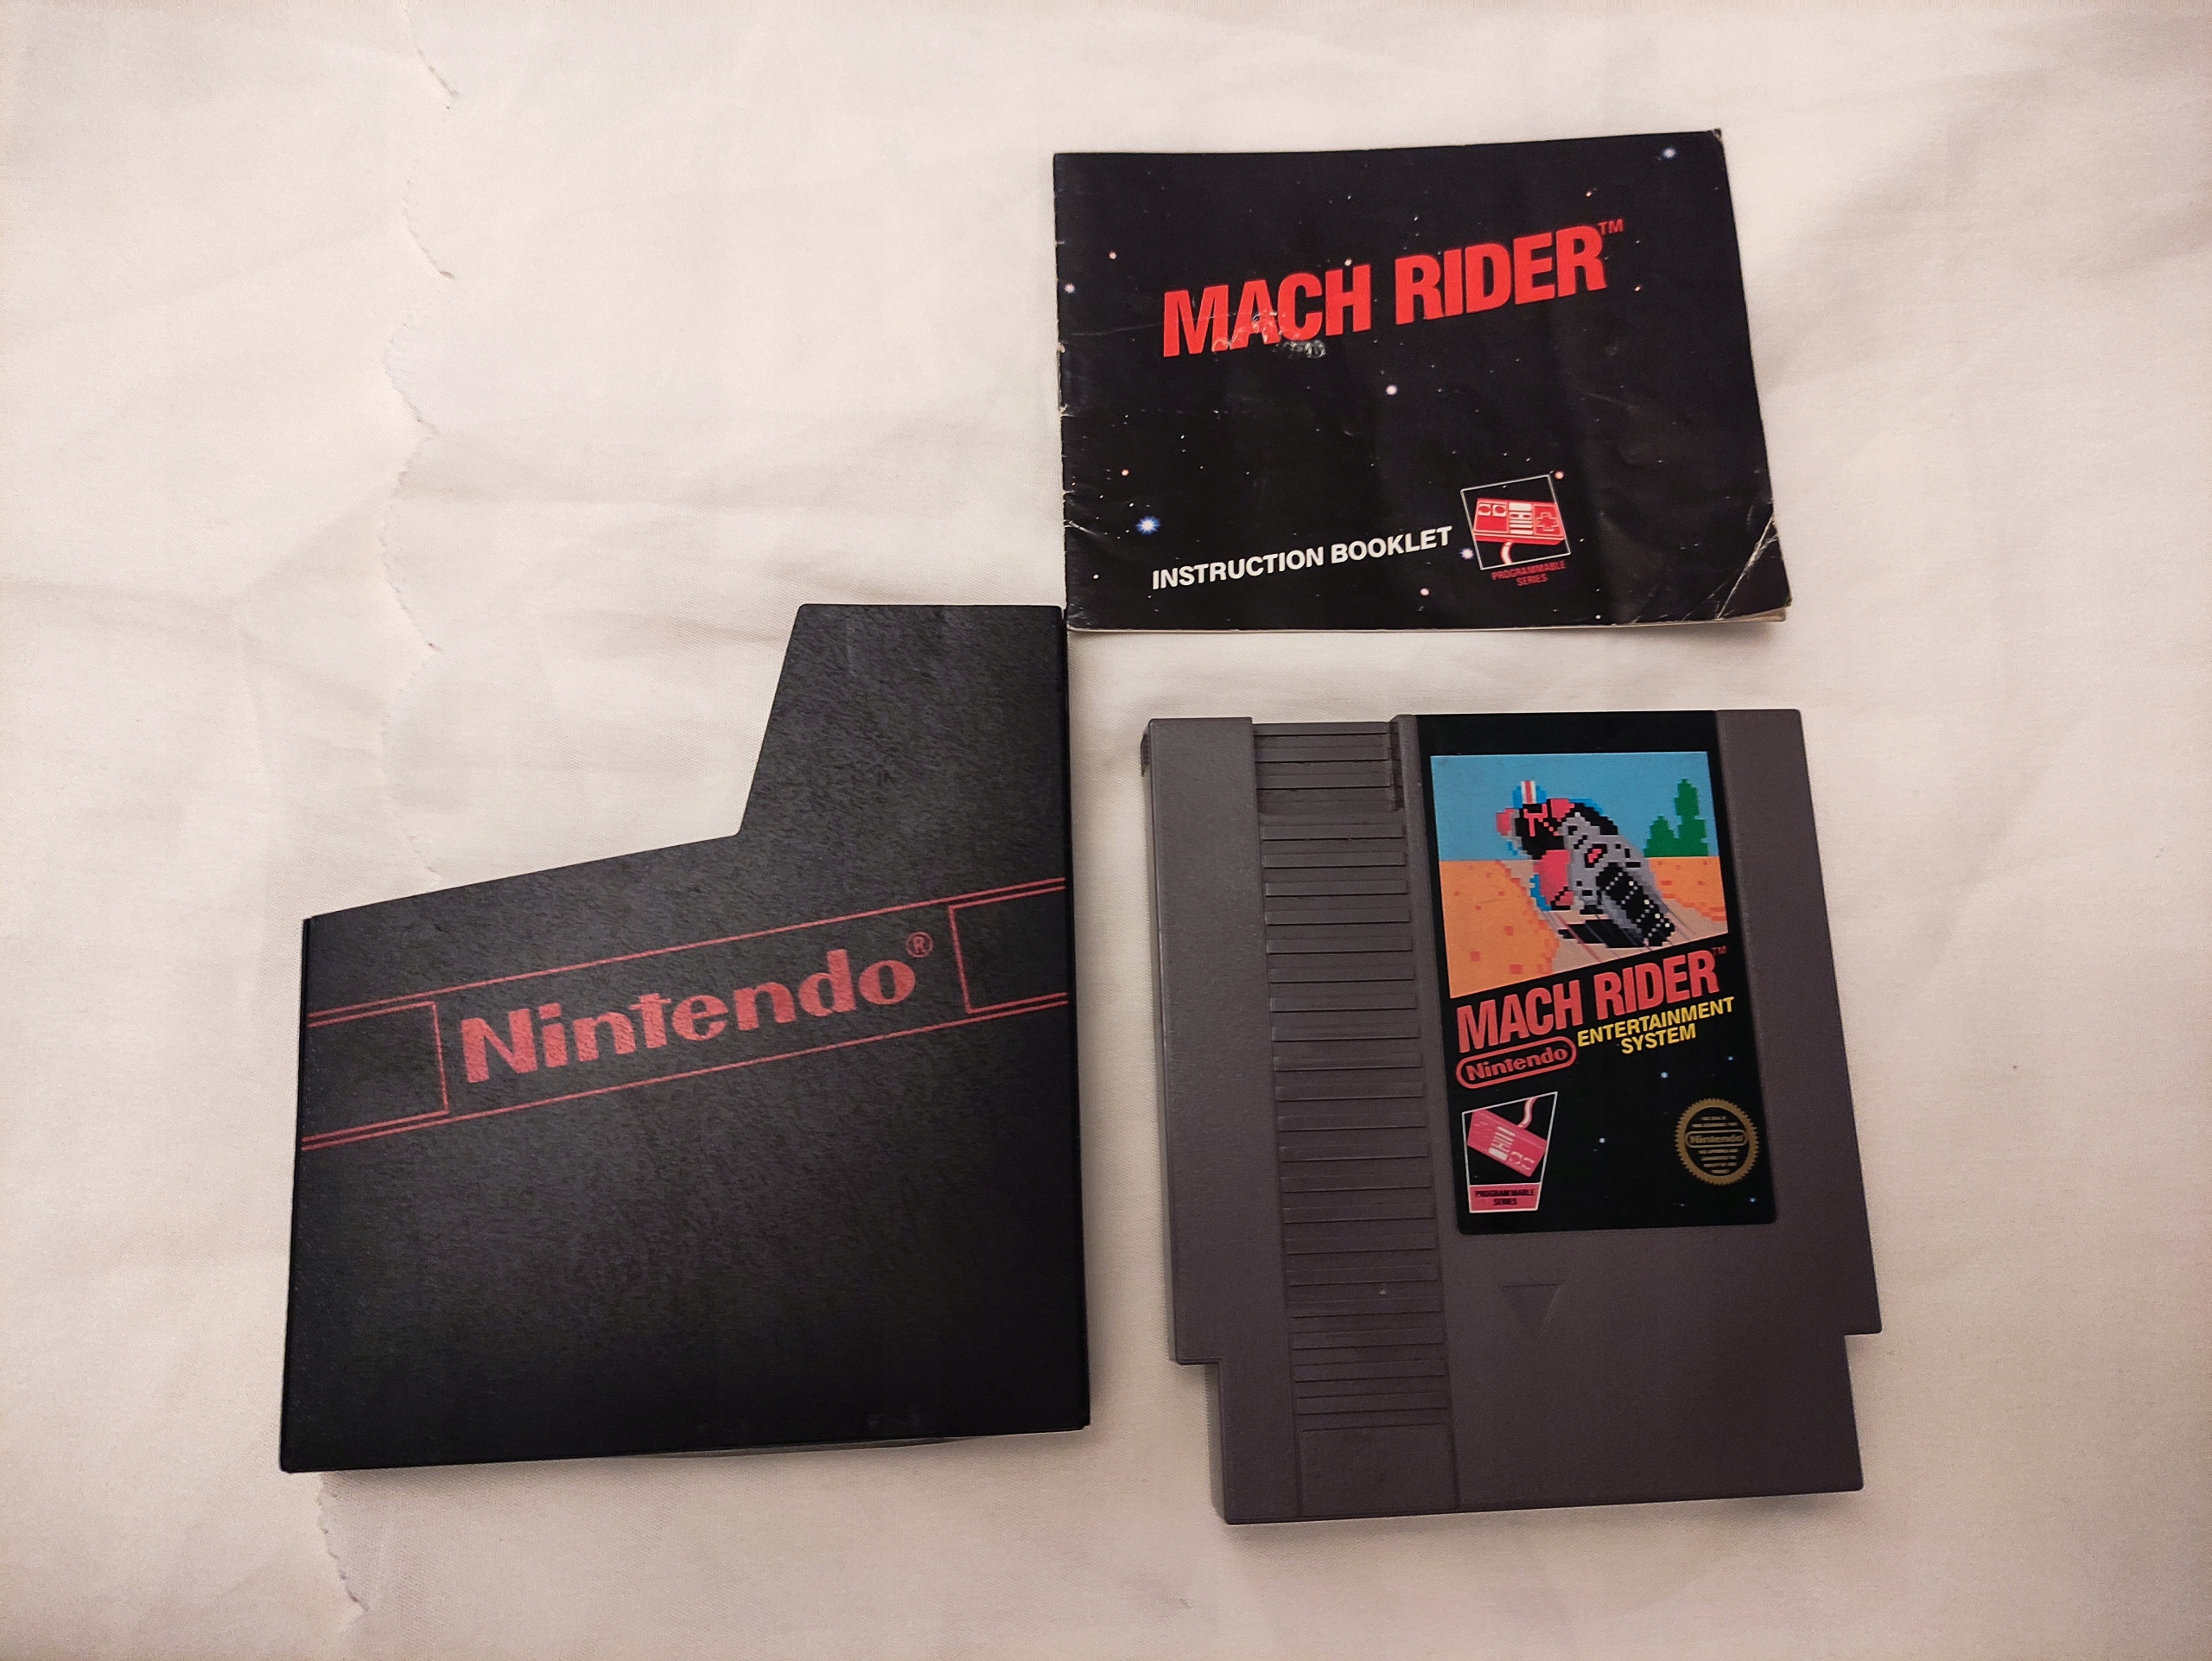 MACH RIDER™
INSTRUCTION BOOKLET
PROGRAMMABLE
SERIES
Nintendo®
MACH RIDER™
Nintendo
ENTERTAINMENT
SYSTEM
PROGRAMMABLE
SERIES
Nintendo